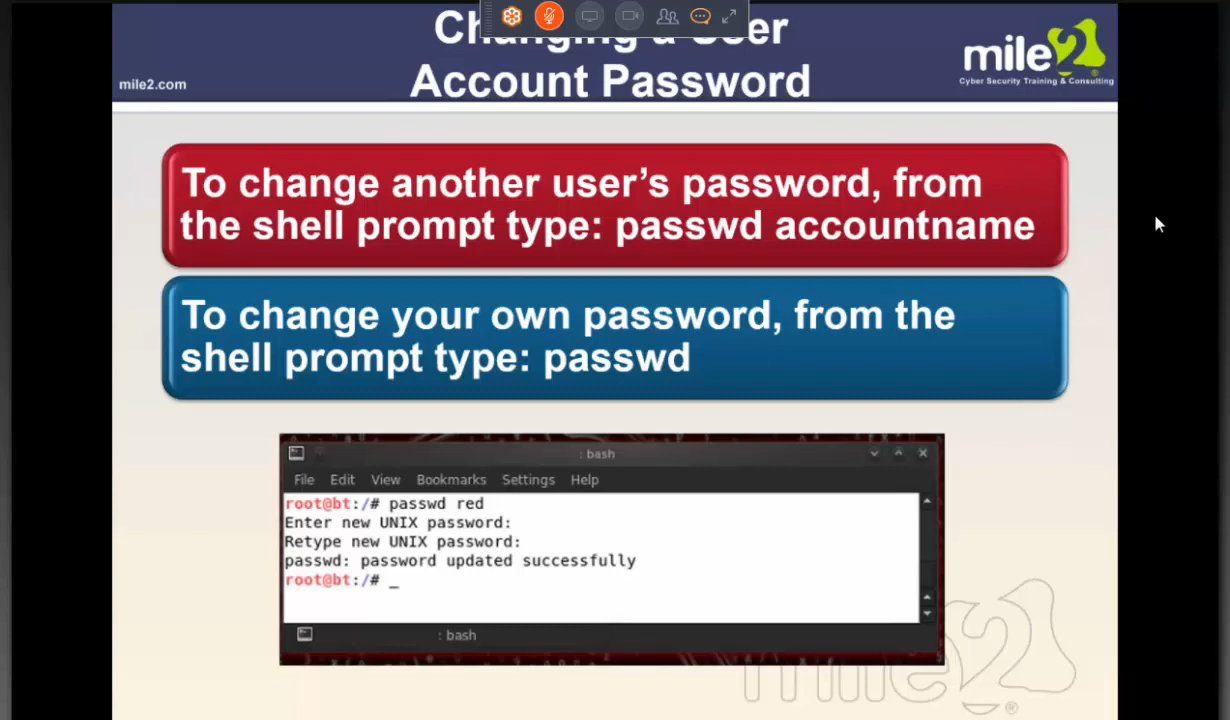 Changing a User
Account Password
mile2.com
mile2
®
Cyber Security Training & Consulting
To change another user’s password, from
the shell prompt type: passwd accountname
To change your own password, from the
shell prompt type: passwd
: bash
File Edit View Bookmarks Settings Help
root@bt:/# passwd red
Enter new UNIX password:
Retype new UNIX password:
passwd: password updated successfully
root@bt:/# _
: bash
mile2
®